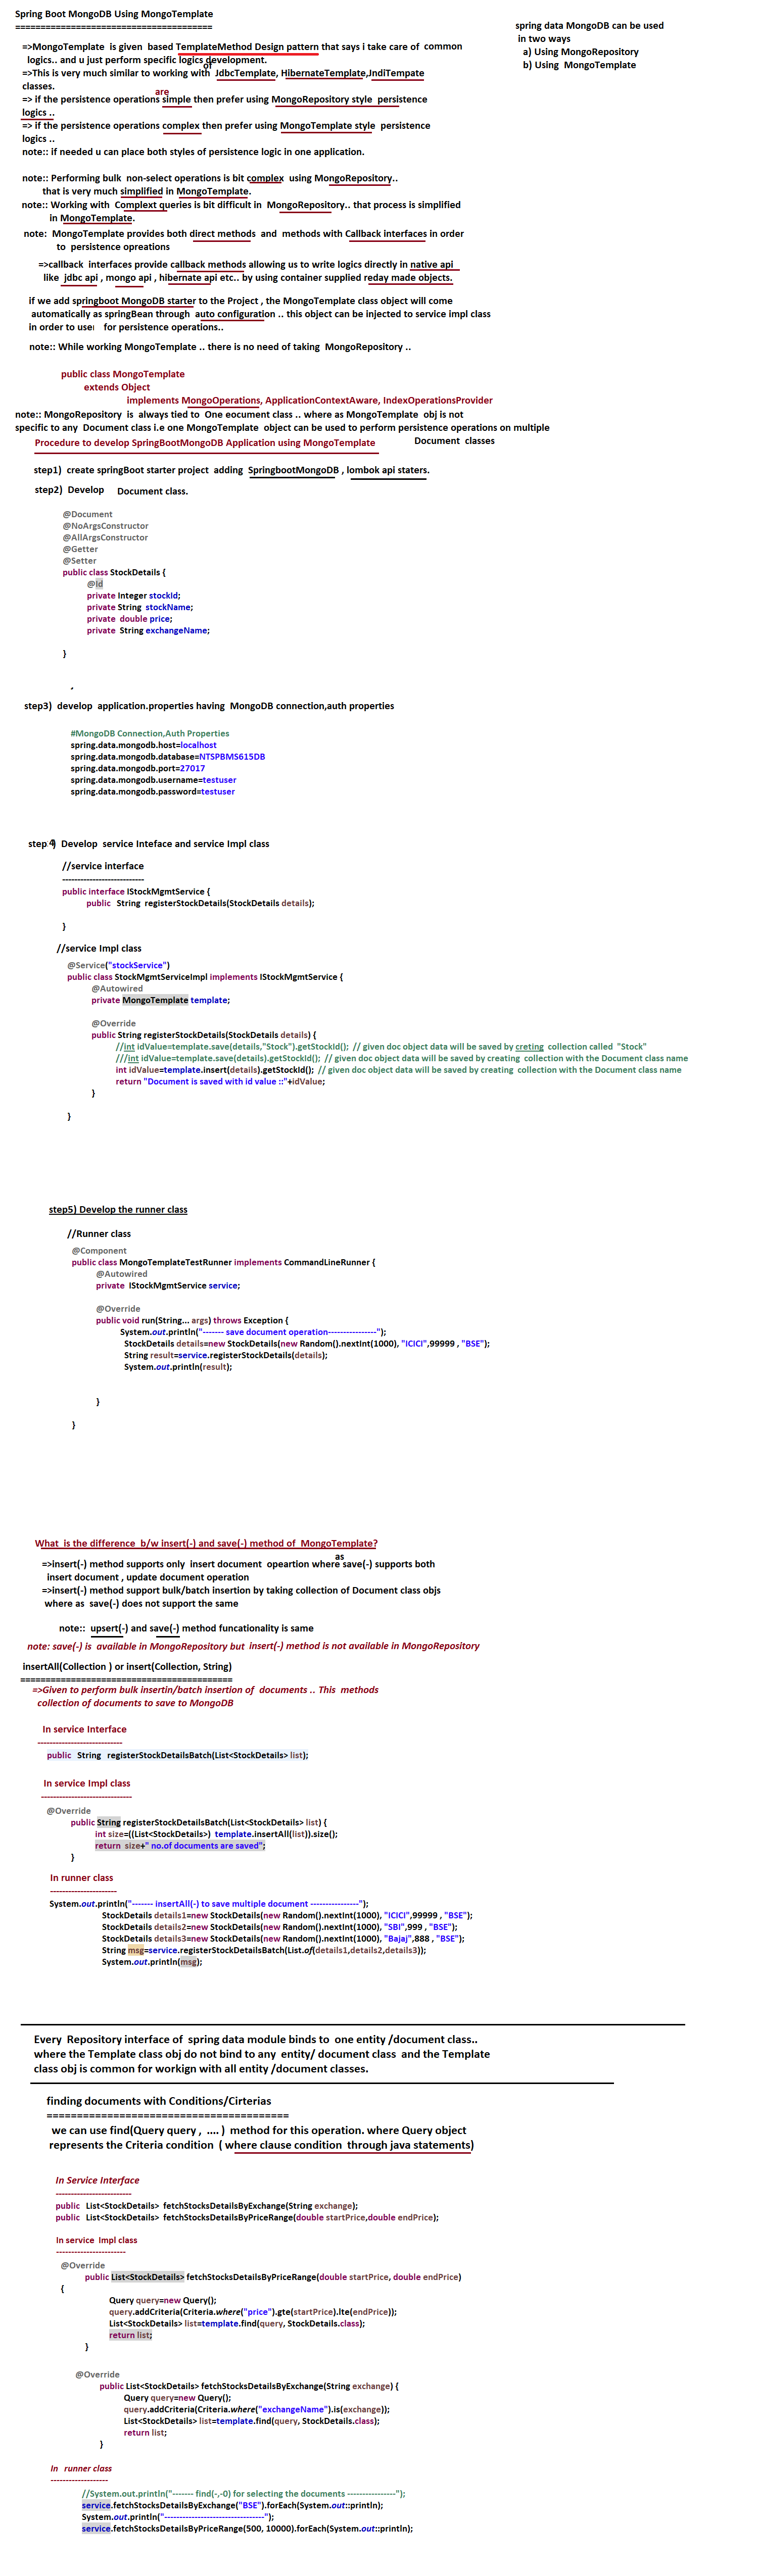 Spring Boot MongoDB Using MongoTemplate
=======================================
spring data MongoDB can be used
in two ways
a) Using MongoRepository
b) Using MongoTemplate
=>MongoTemplate is given based TemplateMethod Design pattern that says i take care of common
logics.. and u just perform specific logics development.
of
=>This is very much similar to working with JdbcTemplate, HibernateTemplate,JndiTempate
classes.
are
=> if the persistence operations simple then prefer using MongoRepository style persistence
logics ..
=> if the persistence operations complex then prefer using MongoTemplate style persistence
logics ..
note:: if needed u can place both styles of persistence logic in one application.
note:: Performing bulk non-select operations is bit complex using MongoRepository..
that is very much simplified in MongoTemplate.
note:: Working with Complext queries is bit difficult in MongoRepository.. that process is simplified
in MongoTemplate.
note: MongoTemplate provides both direct methods and methods with Callback interfaces in order
to persistence opreations
=>callback interfaces provide callback methods allowing us to write logics directly in native api
like jdbc api , mongo api , hibernate api etc.. by using container supplied reday made objects.
if we add springboot MongoDB starter to the Project , the MongoTemplate class object will come
automatically as springBean through auto configuration .. this object can be injected to service impl class
in order to use for persistence operations..
note:: While working MongoTemplate .. there is no need of taking MongoRepository ..
public class MongoTemplate
extends Object
implements MongoOperations, ApplicationContextAware, IndexOperationsProvider
note:: MongoRepository is always tied to One eocument class .. where as MongoTemplate obj is not
specific to any Document class i.e one MongoTemplate object can be used to perform persistence operations on multiple
Document classes
Procedure to develop SpringBootMongoDB Application using MongoTemplate
step1) create springBoot starter project adding SpringbootMongoDB , lombok api staters.
step2) Develop Document class.
@Document
@NoArgsConstructor
@AllArgsConstructor
@Getter
@Setter
public class StockDetails {
@Id
private Integer stockId;
private String stockName;
private double price;
private String exchangeName;
}
step3) develop application.properties having MongoDB connection,auth properties
#MongoDB Connection,Auth Properties
spring.data.mongodb.host=localhost
spring.data.mongodb.database=NTSPBMS615DB
spring.data.mongodb.port=27017
spring.data.mongodb.username=testuser
spring.data.mongodb.password=testuser
step 4) Develop service Inteface and service Impl class
//service interface
---------------------------
public interface IStockMgmtService {
public String registerStockDetails(StockDetails details);
}
//service Impl class
@Service("stockService")
public class StockMgmtServiceImpl implements IStockMgmtService {
@Autowired
private MongoTemplate template;
@Override
public String registerStockDetails(StockDetails details) {
//int idValue=template.save(details,"Stock").getStockId(); // given doc object data will be saved by creting collection called "Stock"
///int idValue=template.save(details).getStockId(); // given doc object data will be saved by creating collection with the Document class name
int idValue=template.insert(details).getStockId(); // given doc object data will be saved by creating collection with the Document class name
return "Document is saved with id value ::"+idValue;
}
}
step5) Develop the runner class
//Runner class
@Component
public class MongoTemplateTestRunner implements CommandLineRunner {
@Autowired
private IStockMgmtService service;
@Override
public void run(String... args) throws Exception {
System.out.println("------- save document operation----------------");
StockDetails details=new StockDetails(new Random().nextInt(1000), "ICICI",99999 , "BSE");
String result=service.registerStockDetails(details);
System.out.println(result);
}
}
What is the difference b/w insert(-) and save(-) method of MongoTemplate?
as
=>insert(-) method supports only insert document opeartion where save(-) supports both
insert document , update document operation
=>insert(-) method support bulk/batch insertion by taking collection of Document class objs
where as save(-) does not support the same
note:: upsert(-) and save(-) method funcationality is same
note: save(-) is available in MongoRepository but insert(-) method is not available in MongoRepository
insertAll(Collection ) or insert(Collection, String)
==========================================
=>Given to perform bulk insertin/batch insertion of documents .. This methods
collection of documents to save to MongoDB
In service Interface
----------------------------
public String registerStockDetailsBatch(List<StockDetails> list);
In service Impl class
------------------------------
@Override
public String registerStockDetailsBatch(List<StockDetails> list) {
int size=((List<StockDetails>) template.insertAll(list)).size();
return size+" no.of documents are saved";
}
In runner class
----------------------
System.out.println("------- insertAll(-) to save multiple document ----------------");
StockDetails details1=new StockDetails(new Random().nextInt(1000), "ICICI",99999 , "BSE");
StockDetails details2=new StockDetails(new Random().nextInt(1000), "SBI",999 , "BSE");
StockDetails details3=new StockDetails(new Random().nextInt(1000), "Bajaj",888 , "BSE");
String msg=service.registerStockDetailsBatch(List.of(details1,details2,details3));
System.out.println(msg);
Every Repository interface of spring data module binds to one entity /document class..
where the Template class obj do not bind to any entity/ document class and the Template
class obj is common for workign with all entity /document classes.
finding documents with Conditions/Cirterias
========================================
we can use find(Query query , .... ) method for this operation. where Query object
represents the Criteria condition ( where clause condition through java statements)
In Service Interface
-------------------------
public List<StockDetails> fetchStocksDetailsByExchange(String exchange);
public List<StockDetails> fetchStocksDetailsByPriceRange(double startPrice,double endPrice);
In service Impl class
-----------------------
@Override
public List<StockDetails> fetchStocksDetailsByPriceRange(double startPrice, double endPrice)
{
Query query=new Query();
query.addCriteria(Criteria.where("price").gte(startPrice).lte(endPrice));
List<StockDetails> list=template.find(query, StockDetails.class);
return list;
}
@Override
public List<StockDetails> fetchStocksDetailsByExchange(String exchange) {
Query query=new Query();
query.addCriteria(Criteria.where("exchangeName").is(exchange));
List<StockDetails> list=template.find(query, StockDetails.class);
return list;
}
In runner class
-------------------
//System.out.println("------- find(-,-0) for selecting the documents ----------------");
service.fetchStocksDetailsByExchange("BSE").forEach(System.out::println);
System.out.println("---------------------------------");
service.fetchStocksDetailsByPriceRange(500, 10000).forEach(System.out::println);